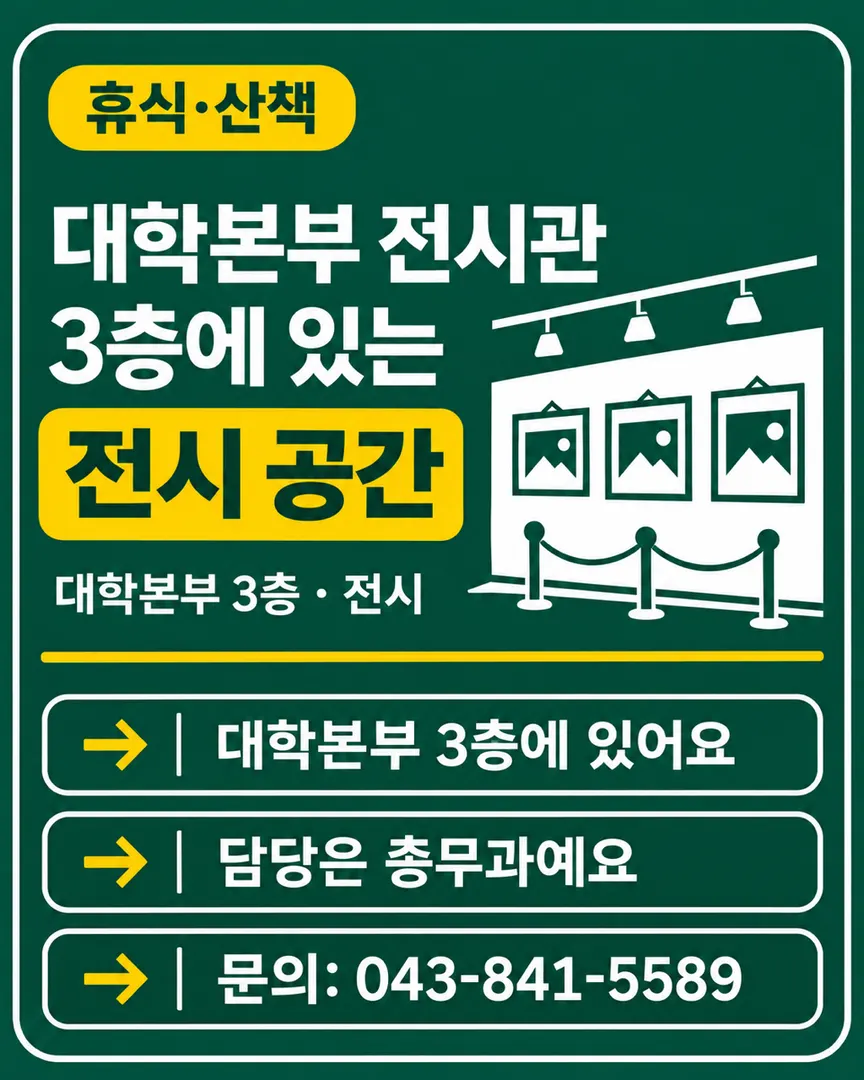 휴식·산책
대학본부 전시관
3층에 있는
전시 공간
대학본부 3층 · 전시
대학본부 3층에 있어요
담당은 총무과예요
문의: 043-841-5589